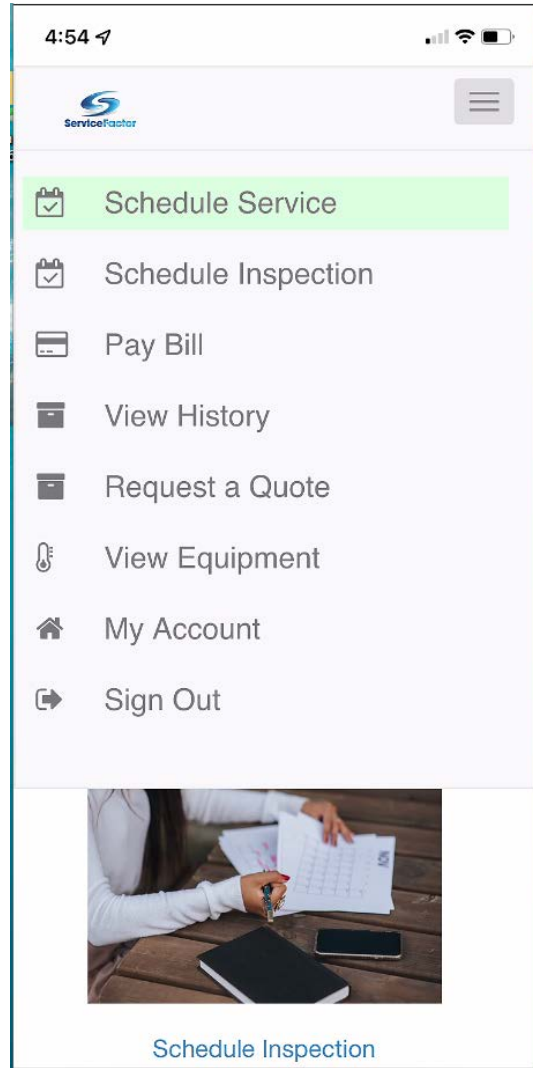 4:54
ServiceFactor
Schedule Service
Schedule Inspection
Pay Bill
View History
Request a Quote
View Equipment
My Account
Sign Out
NOV
Schedule Inspection